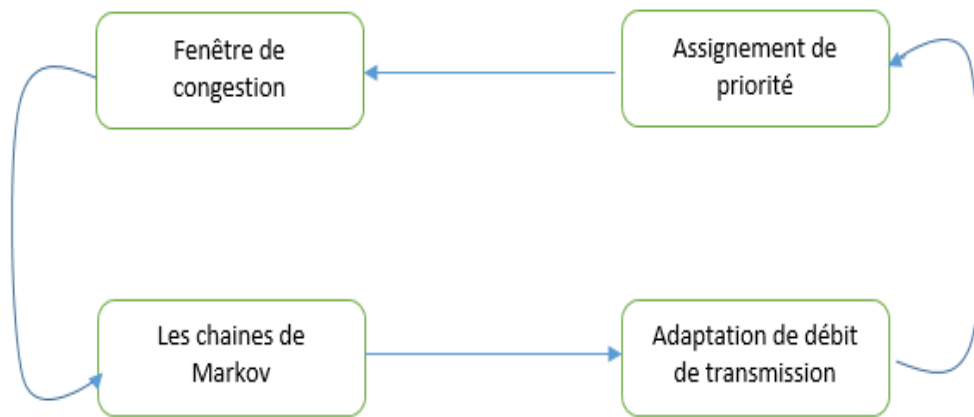 Fenêtre de
congestion
Assignement de
priorité
Les chaines de
Markov
Adaptation de débit
de transmission